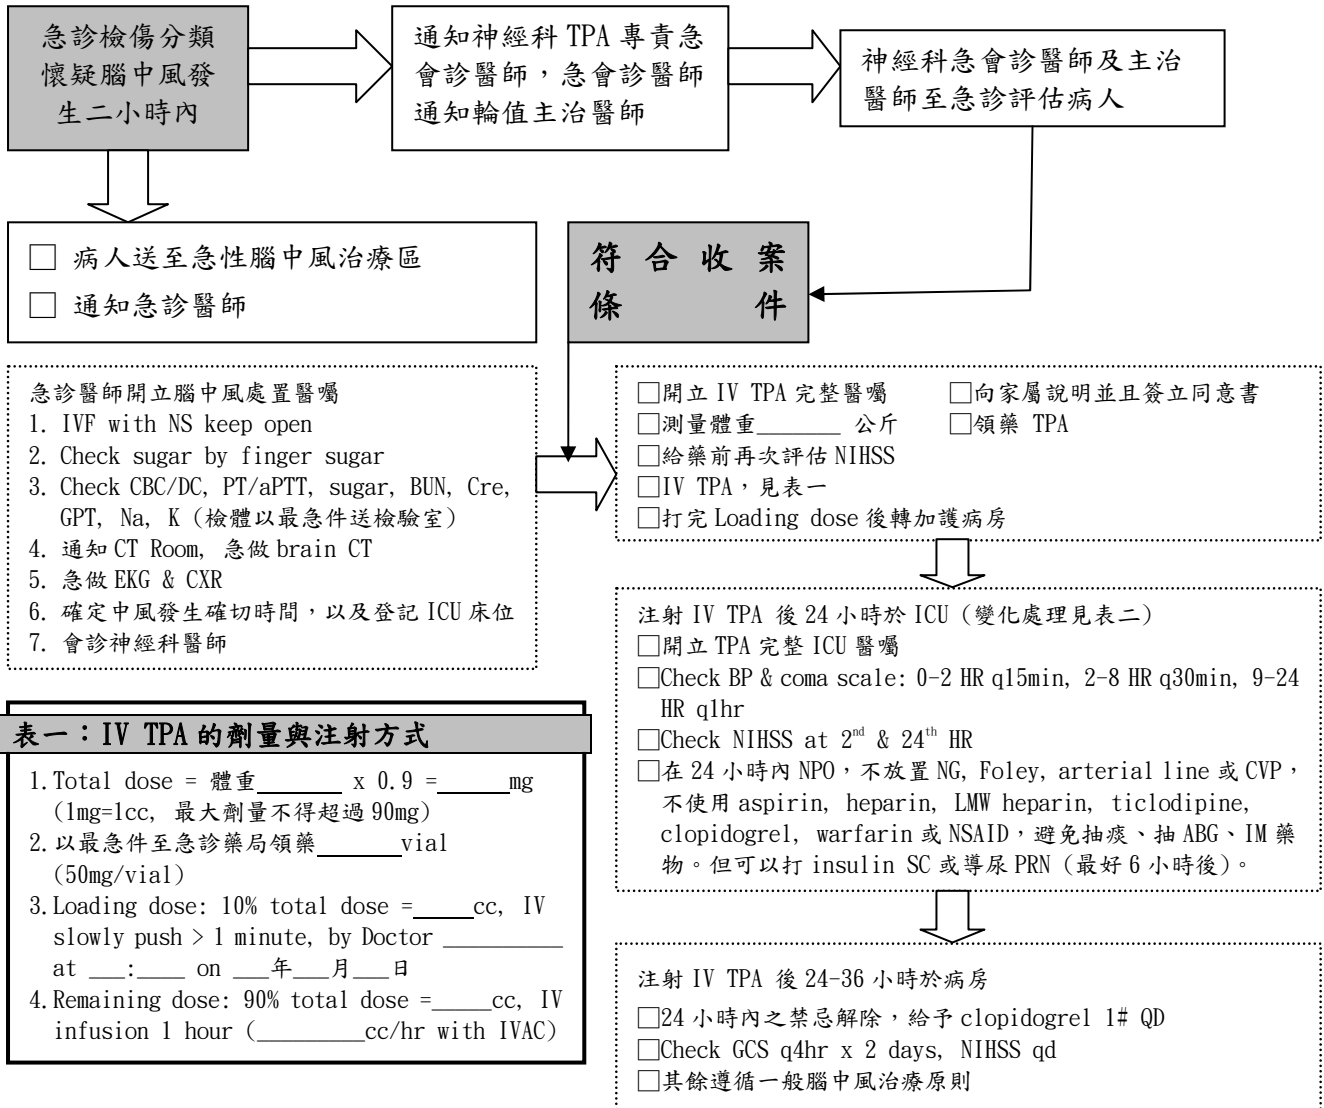 急診檢傷分類
懷疑腦中風發
生二小時內
通知神經科 TPA 專責急
會診醫師，急會診醫師
通知輪值主治醫師
神經科急會診醫師及主治
醫師至急診評估病人
□ 病人送至急性腦中風治療區
□ 通知急診醫師
符合收案
條件
急診醫師開立腦中風處置醫囑
1. IVF with NS keep open
2. Check sugar by finger sugar
3. Check CBC/DC, PT/aPTT, sugar, BUN, Cre,
GPT, Na, K (檢體以最急件送檢驗室)
4. 通知 CT Room, 急做 brain CT
5. 急做 EKG & CXR
6. 確定中風發生確切時間，以及登記 ICU 床位
7. 會診神經科醫師
□開立 IV TPA 完整醫囑 □向家屬說明並且簽立同意書
□測量體重_______ 公斤 □領藥 TPA
□給藥前再次評估 NIHSS
□IV TPA，見表一
□打完 Loading dose 後轉加護病房
注射 IV TPA 後 24 小時於 ICU (變化處理見表二)
□開立 TPA 完整 ICU 醫囑
□Check BP & coma scale: 0-2 HR q15min, 2-8 HR q30min, 9-24
HR q1hr
□Check NIHSS at 2nd & 24th HR
□在 24 小時內 NPO，不放置 NG, Foley, arterial line 或 CVP，
不使用 aspirin, heparin, LMW heparin, ticlodipine,
clopidogrel, warfarin 或 NSAID，避免抽痰、抽 ABG、IM 藥
物。但可以打 insulin SC 或導尿 PRN (最好 6 小時後)。
表一：IV TPA 的劑量與注射方式
1.Total dose = 體重_______ x 0.9 =______mg
(1mg=1cc, 最大劑量不得超過 90mg)
2.以最急件至急診藥局領藥_______vial
(50mg/vial)
3.Loading dose: 10% total dose =_____cc, IV
slowly push > 1 minute, by Doctor __________
at ___:____ on ___年___月___日
4.Remaining dose: 90% total dose =_____cc, IV
infusion 1 hour (_________cc/hr with IVAC)
注射 IV TPA 後 24-36 小時於病房
□24 小時內之禁忌解除，給予 clopidogrel 1# QD
□Check GCS q4hr x 2 days, NIHSS qd
□其餘遵循一般腦中風治療原則